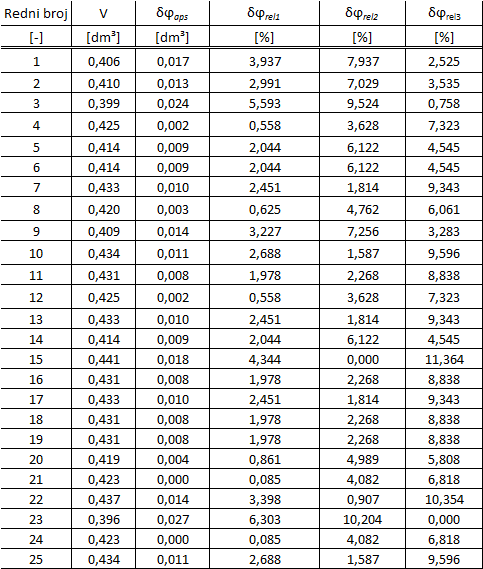 Redni broj V δφaps δφrel1 δφrel2 δφrel3
[-] [dm³] [dm³] [%] [%] [%]
1 0,406 0,017 3,937 7,937 2,525
2 0,410 0,013 2,991 7,029 3,535
3 0,399 0,024 5,593 9,524 0,758
4 0,425 0,002 0,558 3,628 7,323
5 0,414 0,009 2,044 6,122 4,545
6 0,414 0,009 2,044 6,122 4,545
7 0,433 0,010 2,451 1,814 9,343
8 0,420 0,003 0,625 4,762 6,061
9 0,409 0,014 3,227 7,256 3,283
10 0,434 0,011 2,688 1,587 9,596
11 0,431 0,008 1,978 2,268 8,838
12 0,425 0,002 0,558 3,628 7,323
13 0,433 0,010 2,451 1,814 9,343
14 0,414 0,009 2,044 6,122 4,545
15 0,441 0,018 4,344 0,000 11,364
16 0,431 0,008 1,978 2,268 8,838
17 0,433 0,010 2,451 1,814 9,343
18 0,431 0,008 1,978 2,268 8,838
19 0,431 0,008 1,978 2,268 8,838
20 0,419 0,004 0,861 4,989 5,808
21 0,423 0,000 0,085 4,082 6,818
22 0,437 0,014 3,398 0,907 10,354
23 0,396 0,027 6,303 10,204 0,000
24 0,423 0,000 0,085 4,082 6,818
25 0,434 0,011 2,688 1,587 9,596